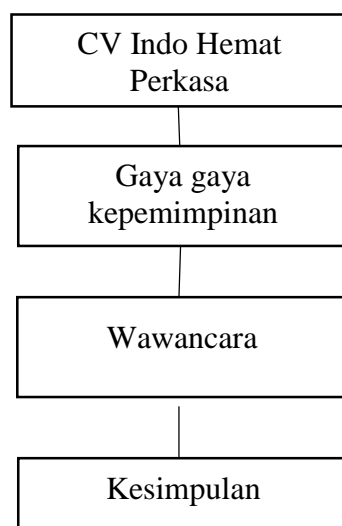 CV Indo Hemat
Perkasa
Gaya gaya
kepemimpinan
Wawancara
Kesimpulan